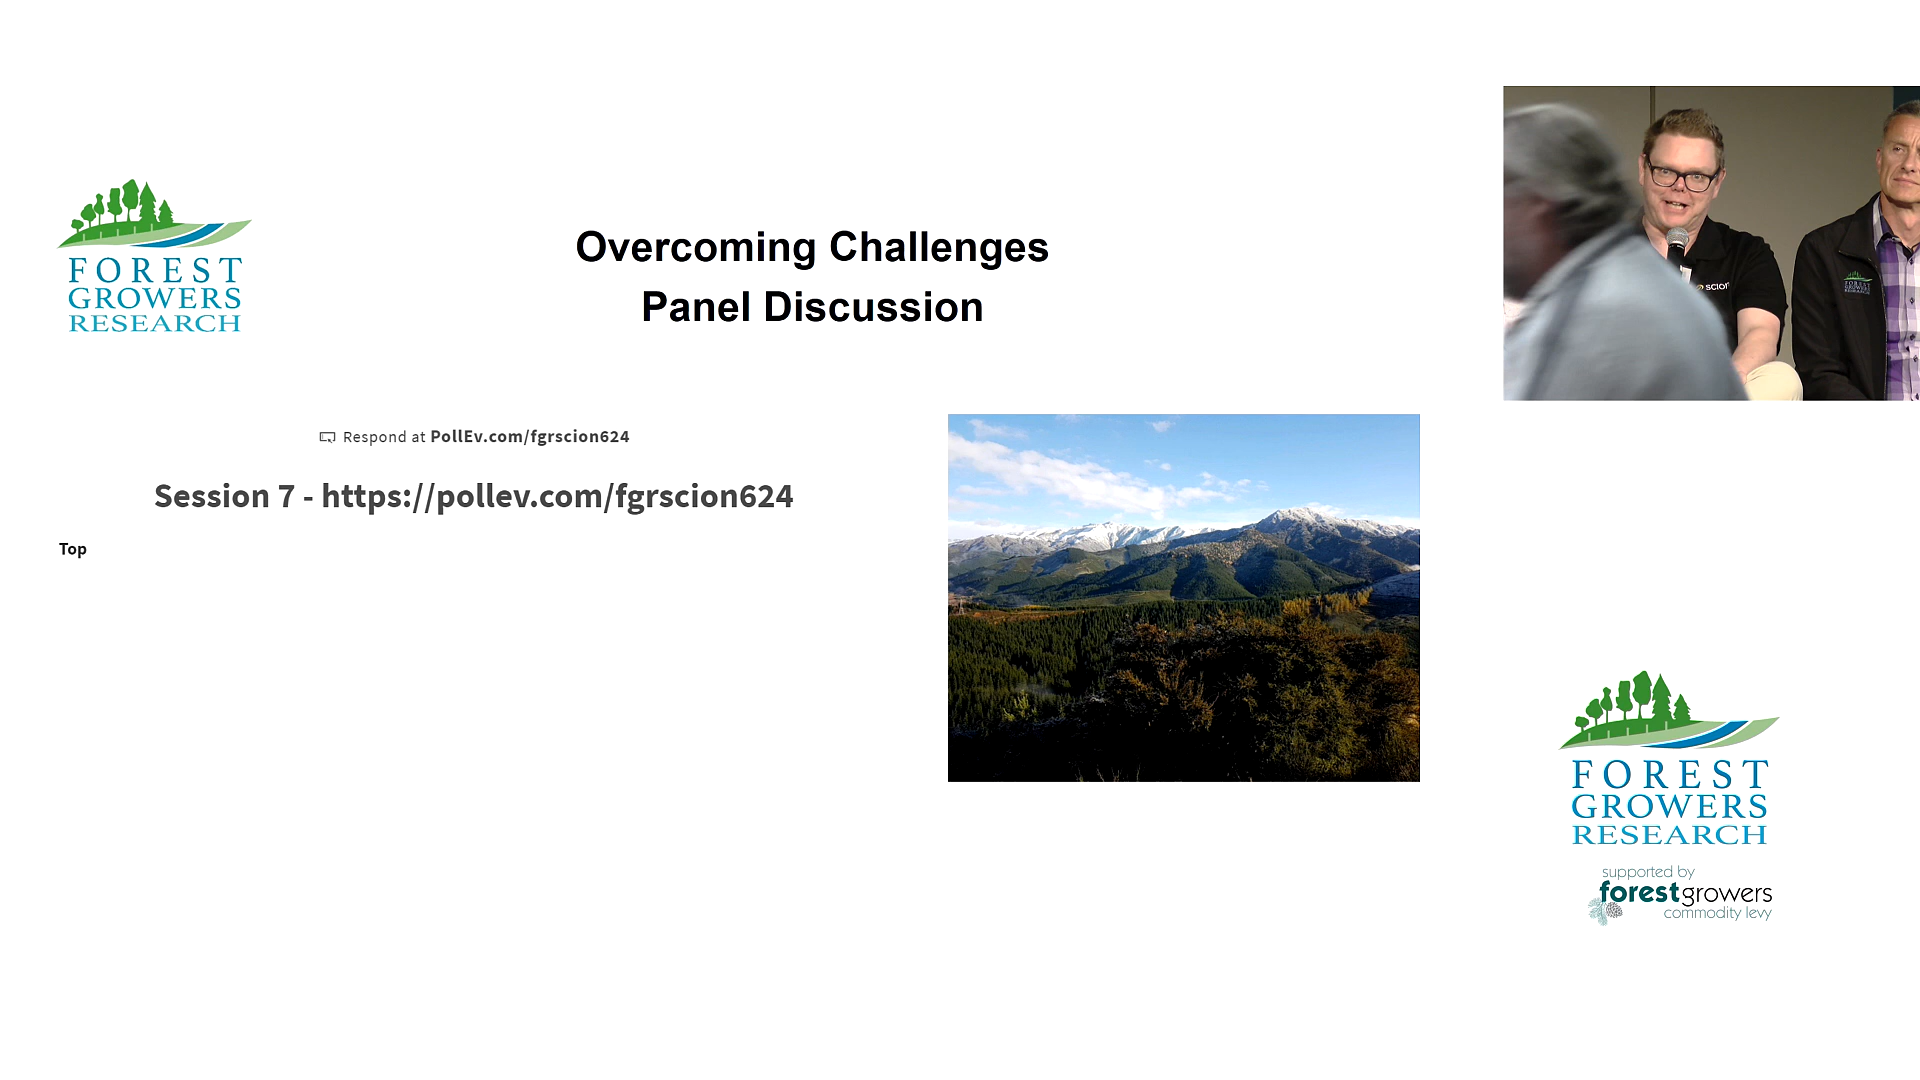 FOREST
GROWERS
RESEARCH
Overcoming Challenges
Panel Discussion
Respond at PollEv.com/fgrscion624
Session 7 - https://pollev.com/fgrscion624
Top
SCION
FOREST
GROWERS
RESEARCH
supported by
forestgrowers
commodity levy